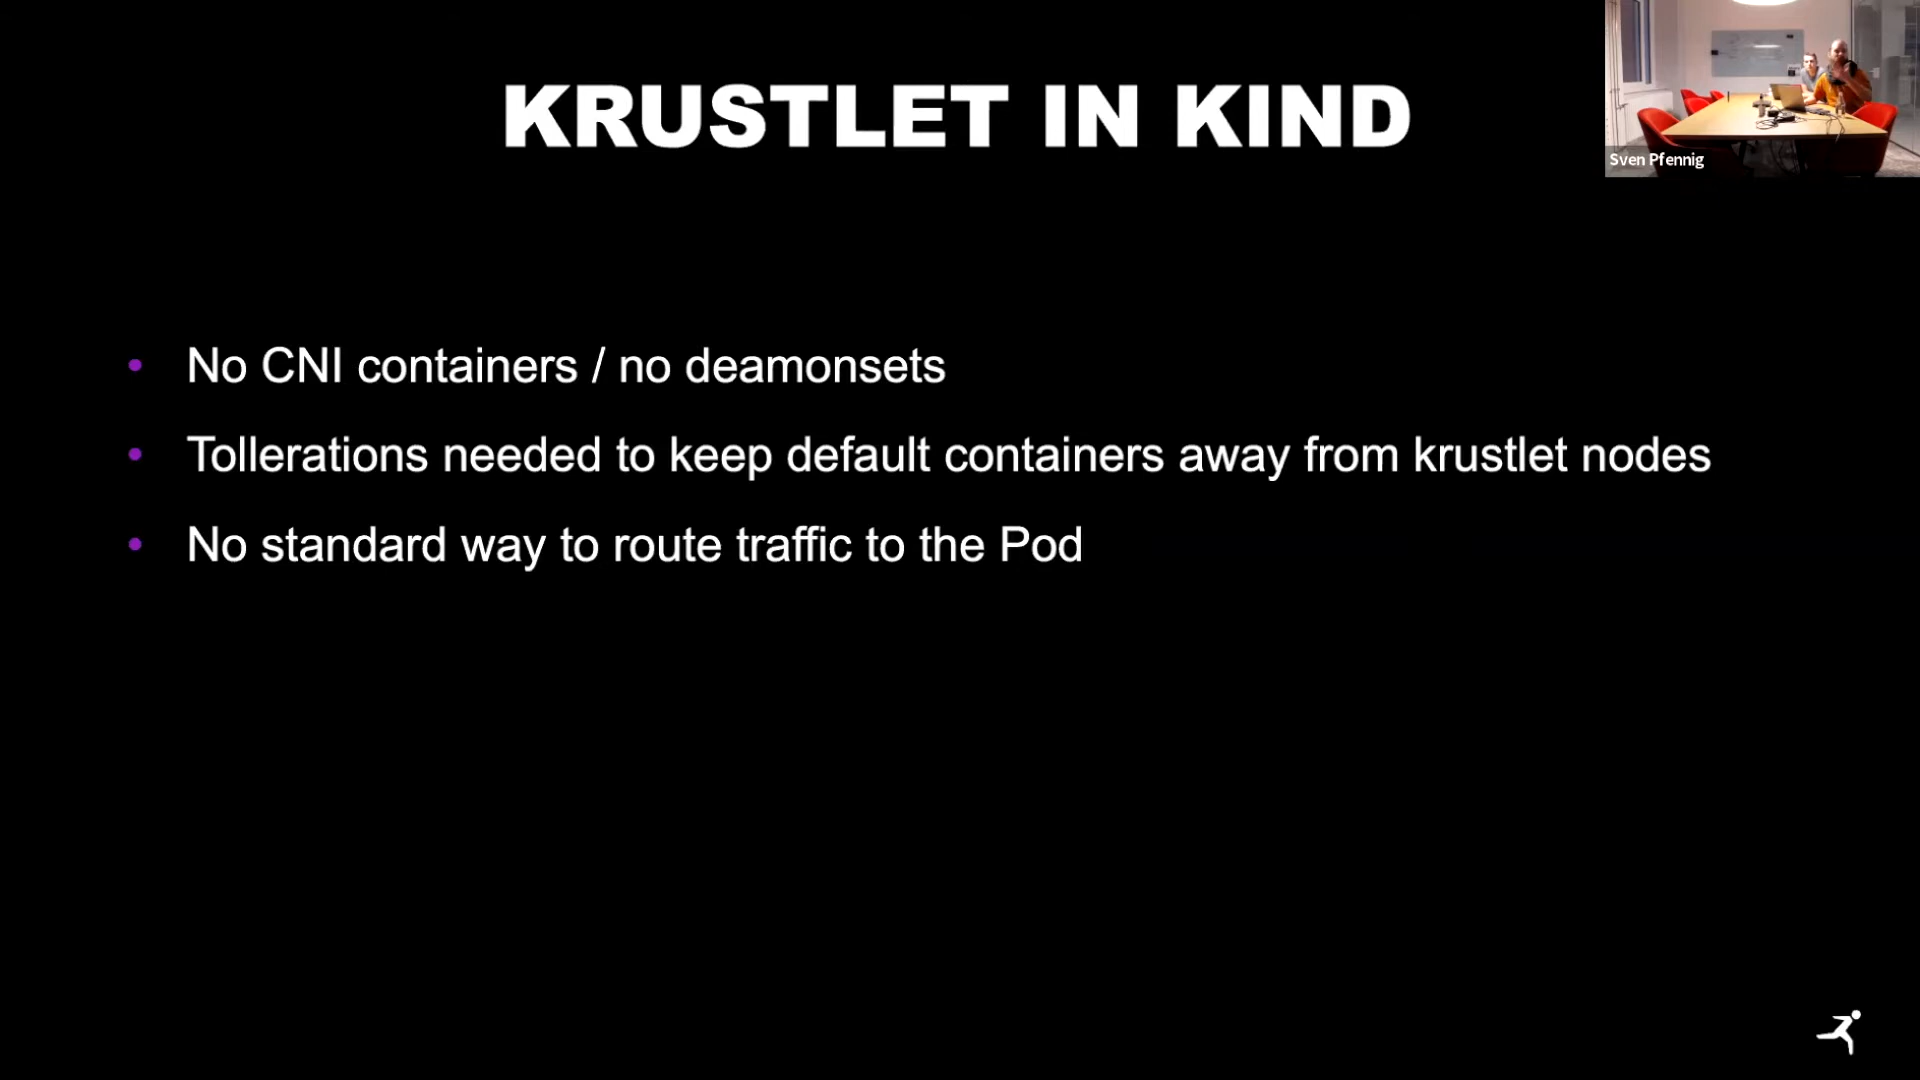 KRUSTLET IN KIND
Sven Pfennig
• No CNI containers / no deamonsets
• Tollerations needed to keep default containers away from krustlet nodes
• No standard way to route traffic to the Pod